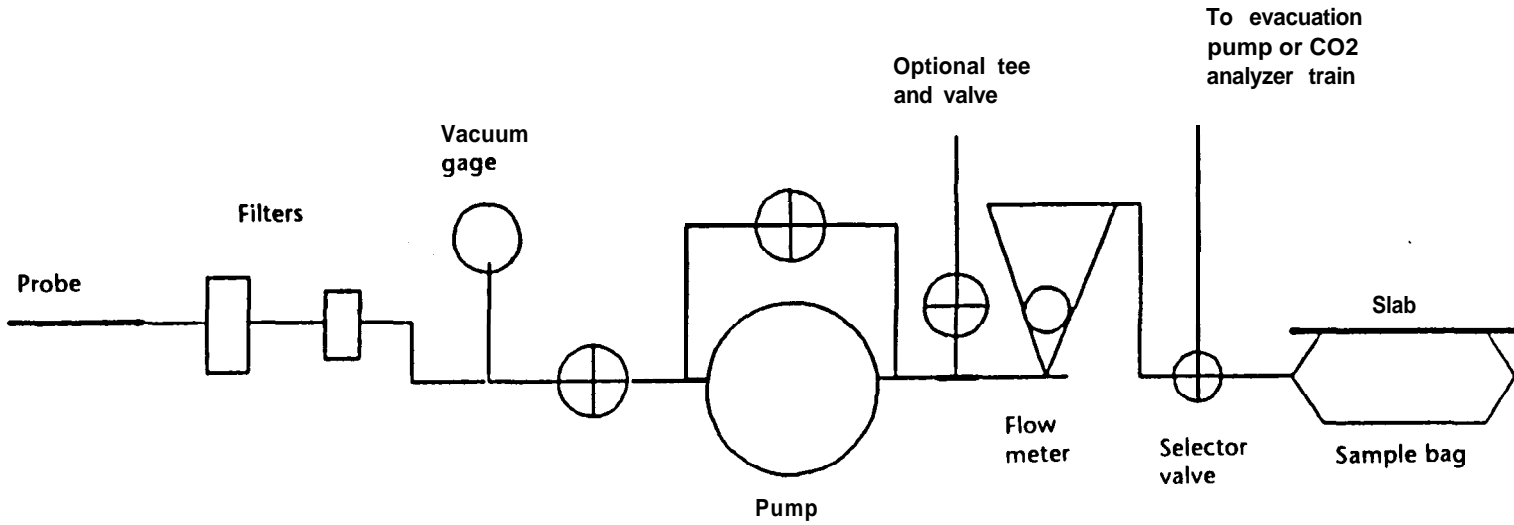 To evacuation
pump or CO2
analyzer train
Optional tee
and valve
Vacuum
gage
Filters
Probe
Slab
Flow
meter
Selector
valve
Sample bag
Pump